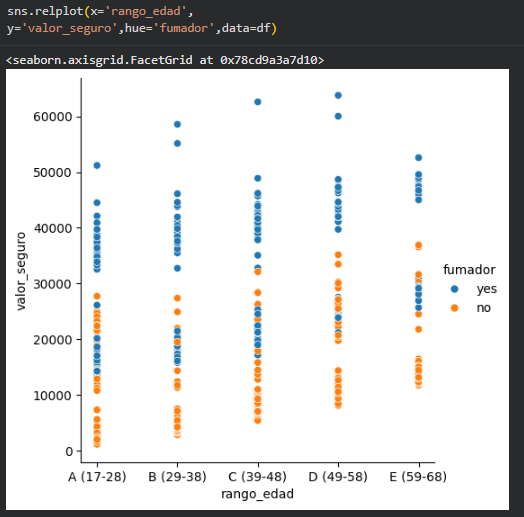 sns.relplot(x='rango_edad',
y='valor_seguro',hue='fumador',data=df)
<seaborn.axisgrid.FacetGrid at 0x78cd9a3a7d10>
60000
50000
40000
30000
20000
10000
0
valor_seguro
fumador
yes
no
A (17-28) B (29-38) C (39-48) D (49-58) E (59-68)
rango_edad